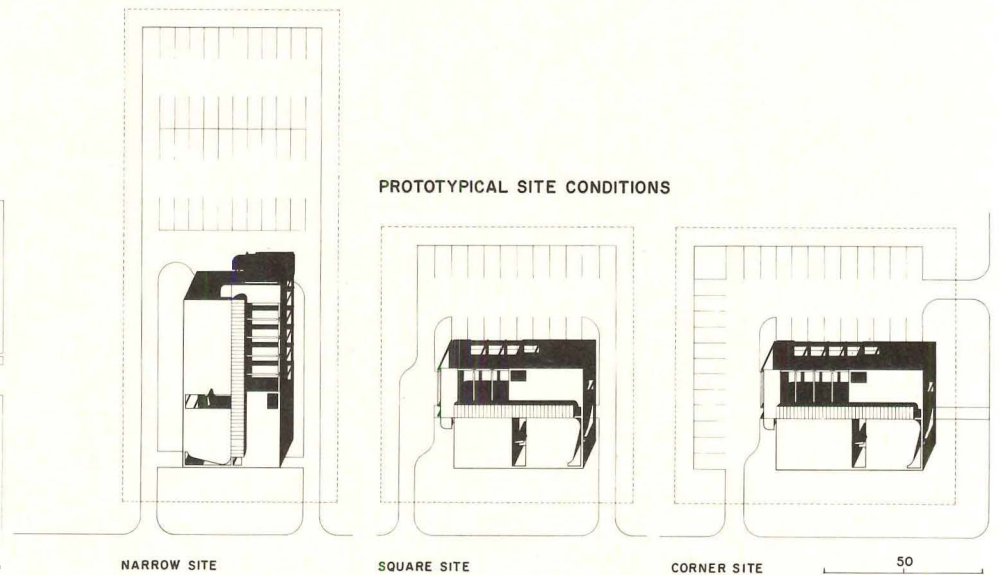 PROTOTYPICAL SITE CONDITIONS
NARROW SITE
SQUARE SITE
CORNER SITE
50